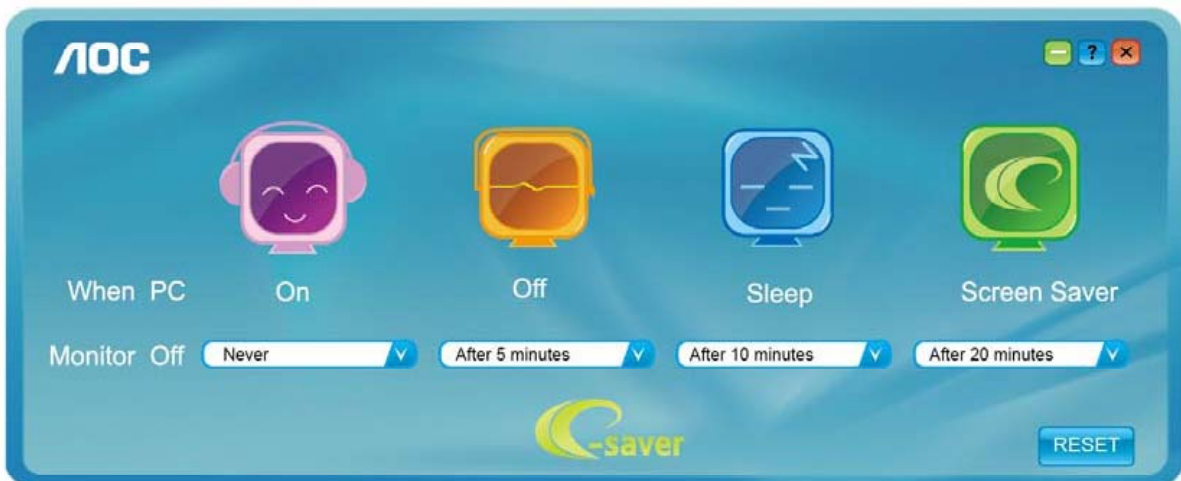 AOC
?
When PC On Off Sleep Screen Saver
Monitor Off Never After 5 minutes After 10 minutes After 20 minutes
e-saver
RESET